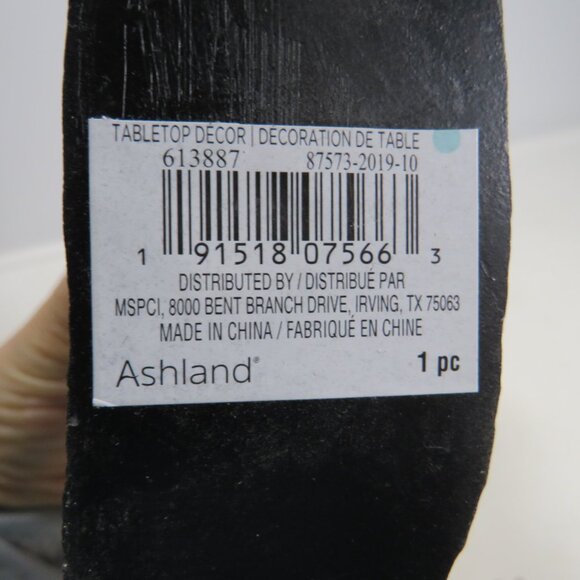 TABLETOP DÉCOR | DECORATION DE TABLE
613887 87573-2019-10
1 91518 07566 3
DISTRIBUTED BY / DISTRIBUÉ PAR
MSPCI, 8000 BENT BRANCH DRIVE, IRVING, TX 75063
MADE IN CHINA / FABRIQUÉ EN CHINE
Ashland® 1 pc